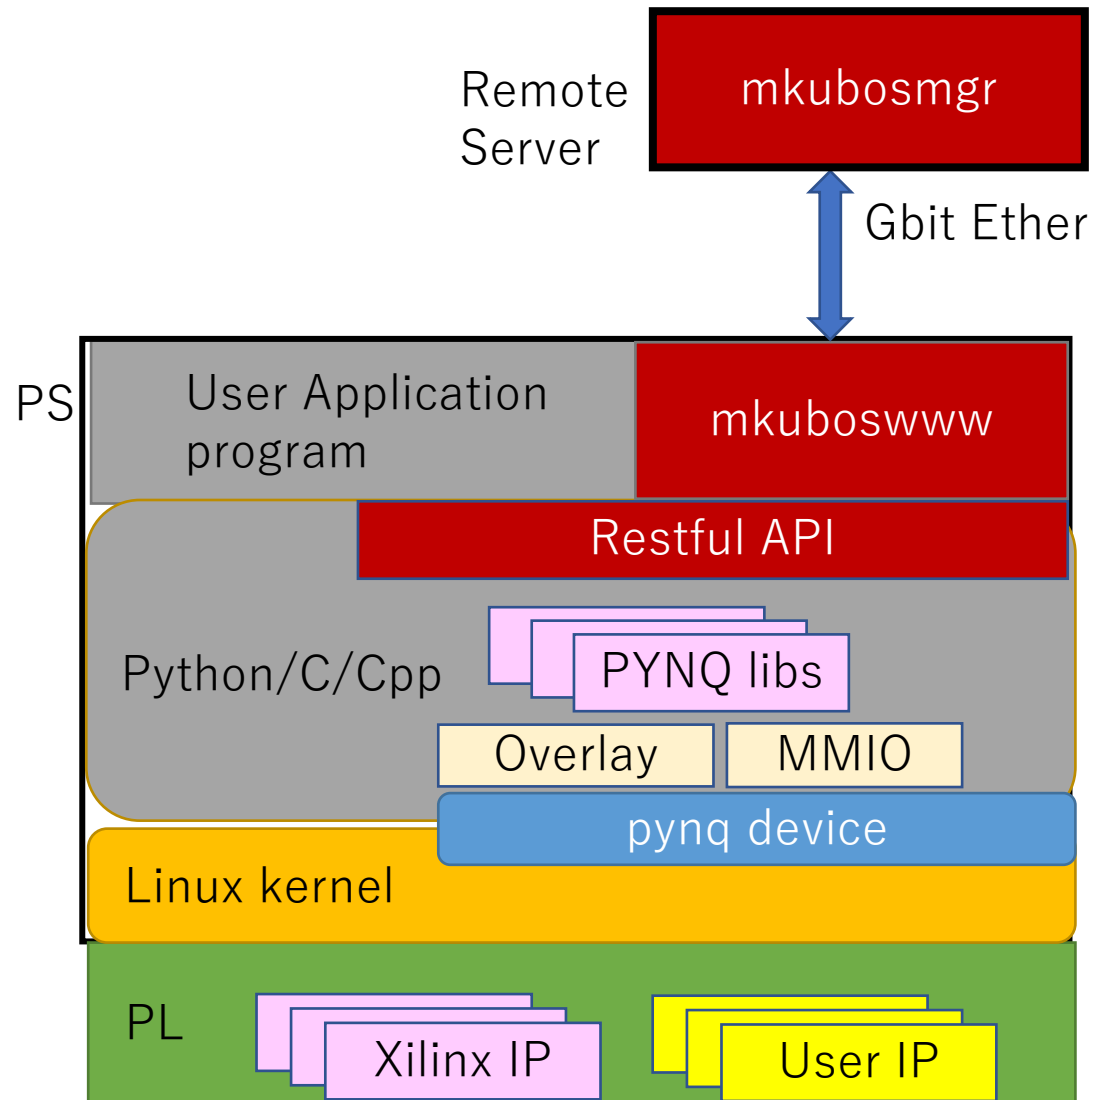 Remote
Server
mkubosmgr
Gbit Ether
PS
User Application
program
mkuboswww
Restful API
Python/C/Cpp
PYNQ libs
Overlay
MMIO
pynq device
Linux kernel
PL
Xilinx IP
User IP